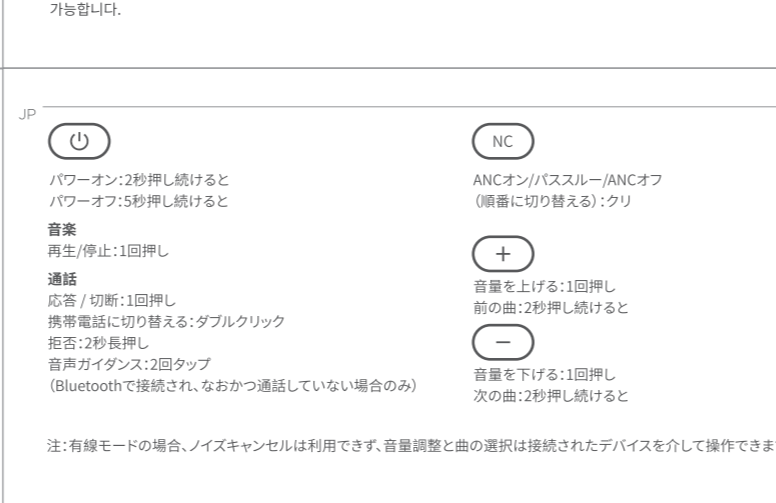 가능합니다.
JP
パワーオン：2秒押し続けると
パワーオフ：5秒押し続けると
音楽
再生/停止：1回押し
通話
応答 / 切断：1回押し
携帯電話に切り替える：ダブルクリック
拒否：2秒長押し
音声ガイダンス：2回タップ
（Bluetoothで接続され、なおかつ通話していない場合のみ）
NC
ANCオン/パススルー/ANCオフ
（順番に切り替える）：クリ
+
音量を上げる：1回押し
前の曲：2秒押し続けると
−
音量を下げる：1回押し
次の曲：2秒押し続けると
注：有線モードの場合、ノイズキャンセルは利用できず、音量調整と曲の選択は接続されたデバイスを介して操作できま